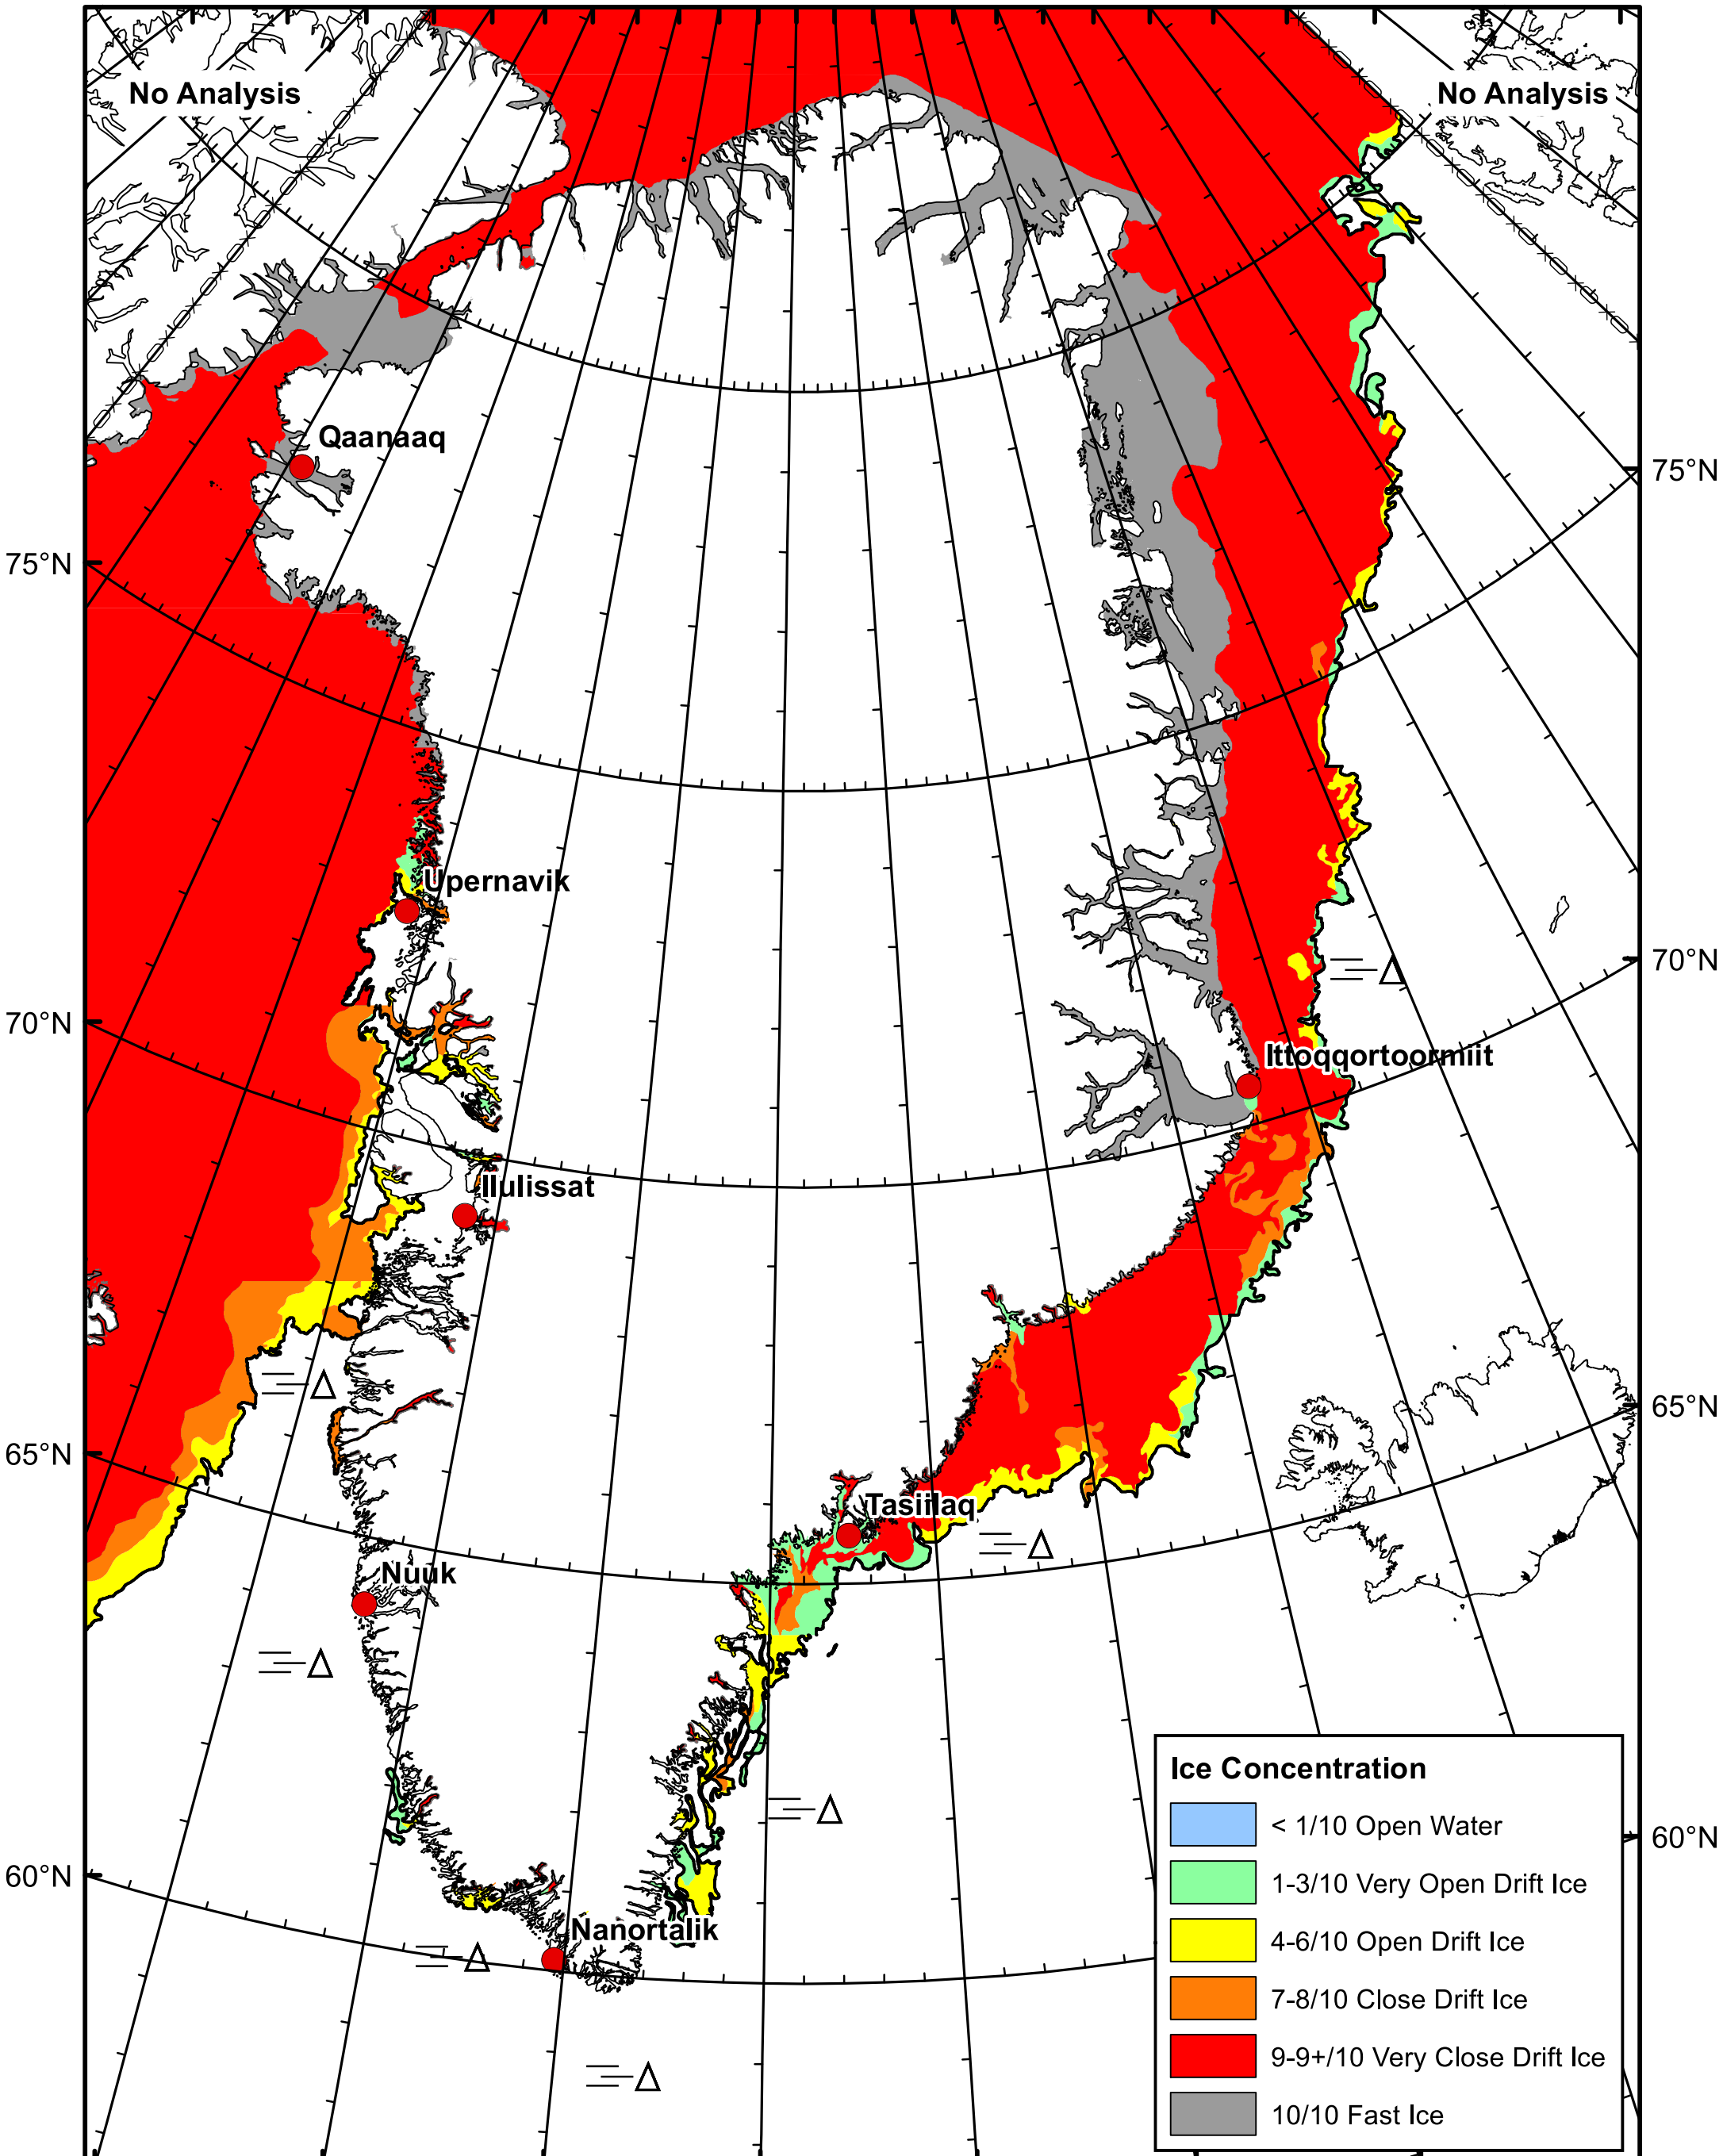 No Analysis
No Analysis
Qaanaaq
75°N
75°N
Upernavik
70°N
70°N
Ittoqqortoormiit
Ilulissat
65°N
65°N
Tasiilaq
Nuuk
60°N
60°N
Nanortalik
Ice Concentration
< 1/10 Open Water
1-3/10 Very Open Drift Ice
4-6/10 Open Drift Ice
7-8/10 Close Drift Ice
9-9+/10 Very Close Drift Ice
10/10 Fast Ice